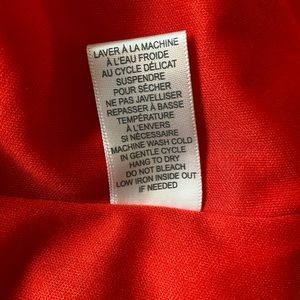 LAVER À LA MACHINE
À L'EAU FROIDE
AU CYCLE DÉLICAT
SUSPENDRE
POUR SÉCHER
NE PAS JAVELLISER
REPASSER À BASSE
TEMPÉRATURE
À L'ENVERS
SI NÉCESSAIRE
MACHINE WASH COLD
IN GENTLE CYCLE
HANG TO DRY
DO NOT BLEACH
LOW IRON INSIDE OUT
IF NEEDED